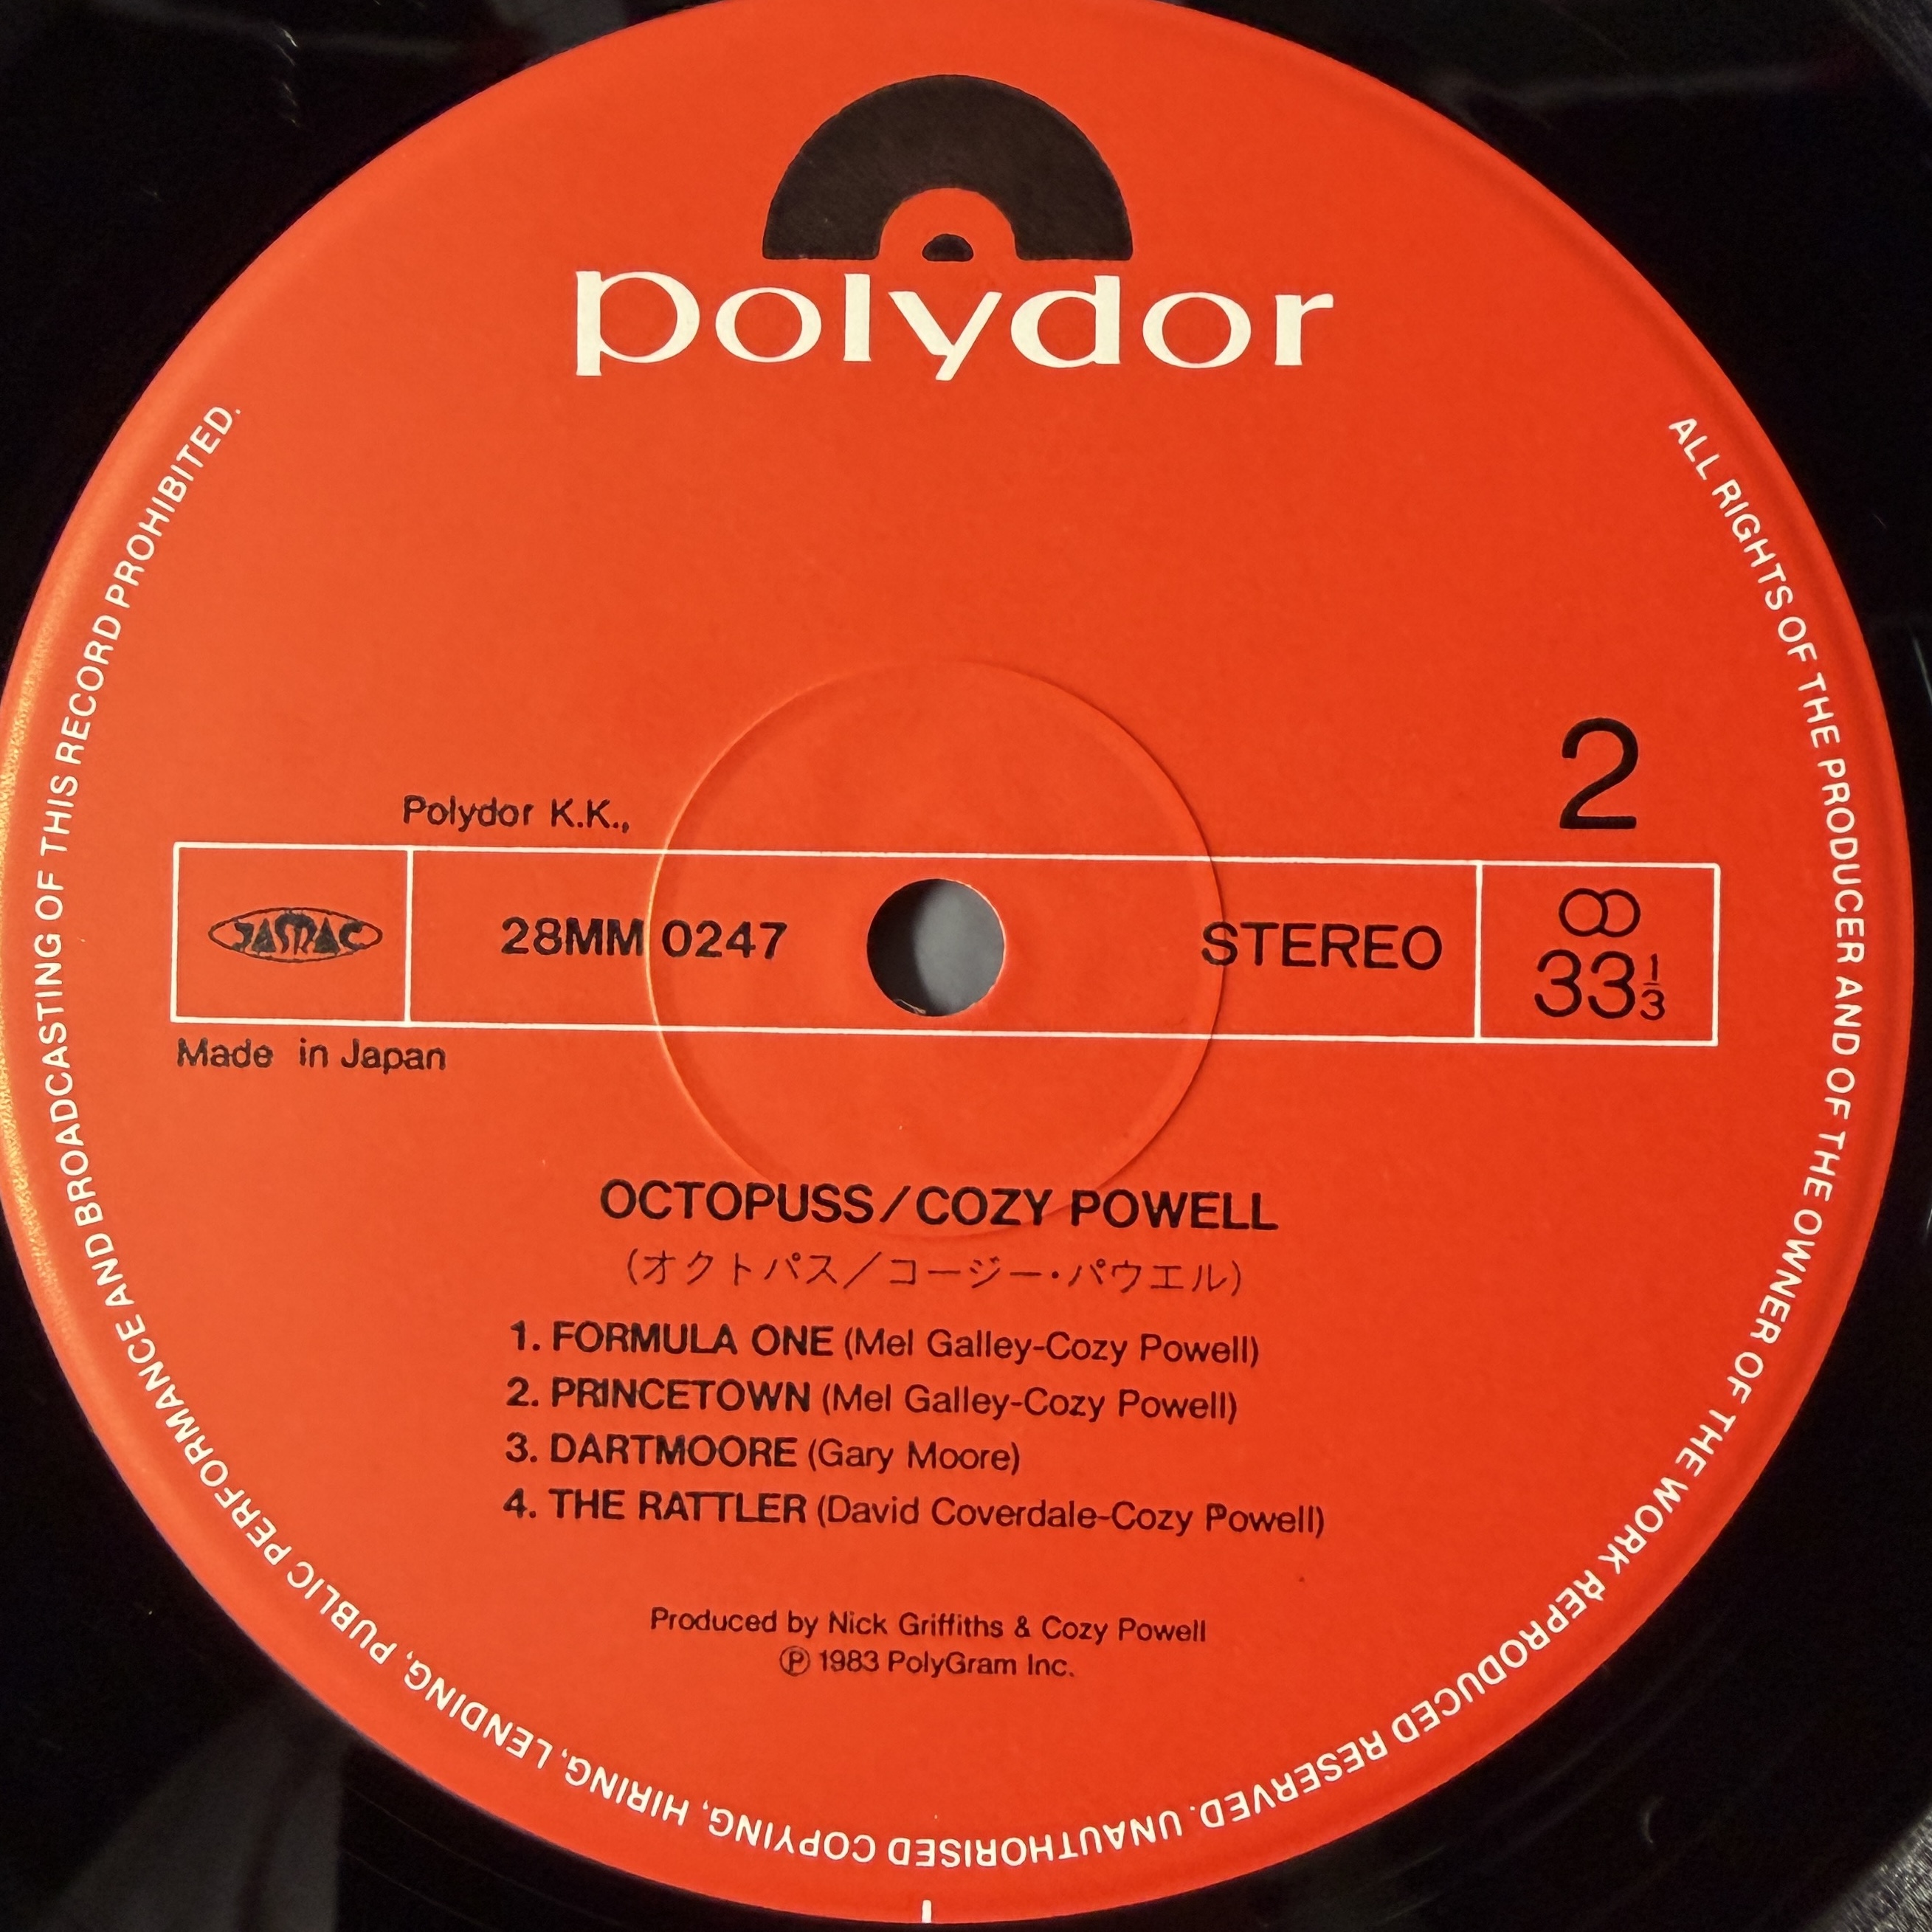 polydor
2
Polydor K.K.,
JASRAC
28MM 0247
STEREO
33 1/3
Made in Japan
OCTOPUSS/COZY POWELL
(オクトパス／コージー・パウエル)
1. FORMULA ONE (Mel Galley-Cozy Powell)
2. PRINCETOWN (Mel Galley-Cozy Powell)
3. DARTMOORE (Gary Moore)
4. THE RATTLER (David Coverdale-Cozy Powell)
Produced by Nick Griffiths & Cozy Powell
Ⓟ 1983 PolyGram Inc.
ALL RIGHTS OF THE PRODUCER AND OF THE OWNER OF THE WORK REPRODUCED RESERVED. UNAUTHORISED COPYING, HIRING, LENDING, PUBLIC PERFORMANCE AND BROADCASTING OF THIS RECORD PROHIBITED.